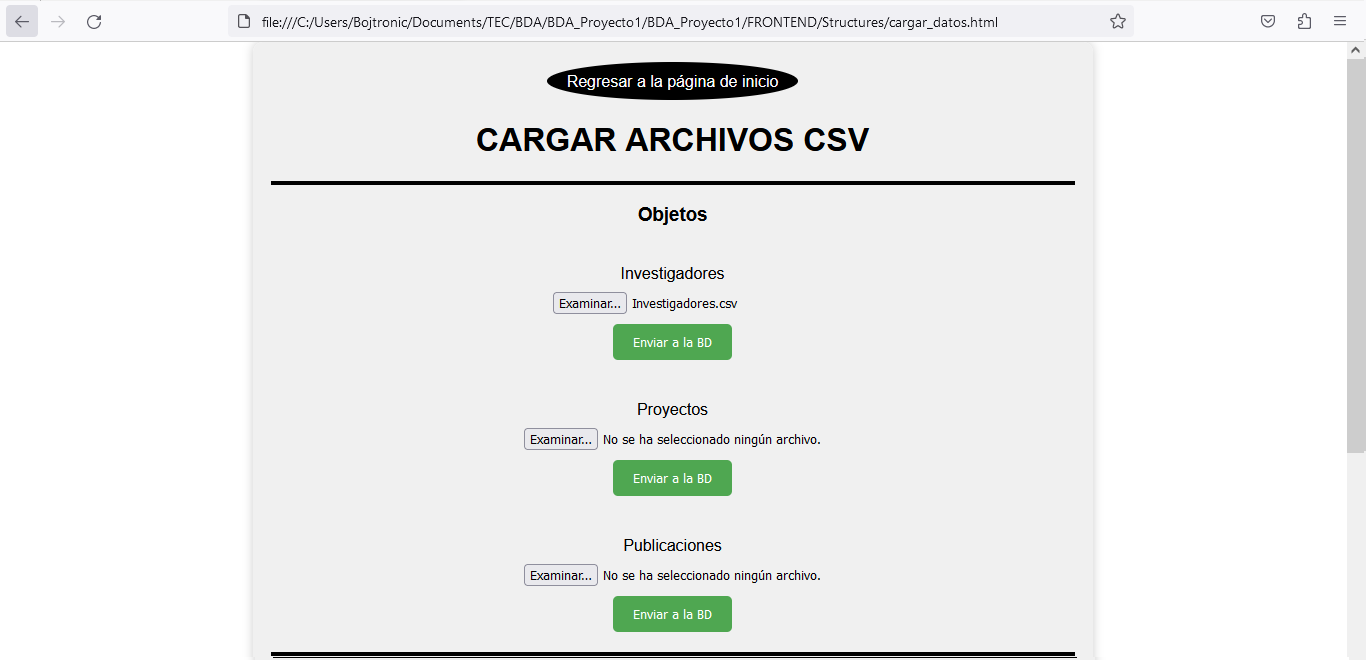 file:///C:/Users/Bojtronic/Documents/TEC/BDA/BDA_Proyecto1/BDA_Proyecto1/FRONTEND/Structures/cargar_datos.html
Regresar a la página de inicio
CARGAR ARCHIVOS CSV
Objetos
Investigadores
Examinar... Investigadores.csv
Enviar a la BD
Proyectos
Examinar... No se ha seleccionado ningún archivo.
Enviar a la BD
Publicaciones
Examinar... No se ha seleccionado ningún archivo.
Enviar a la BD